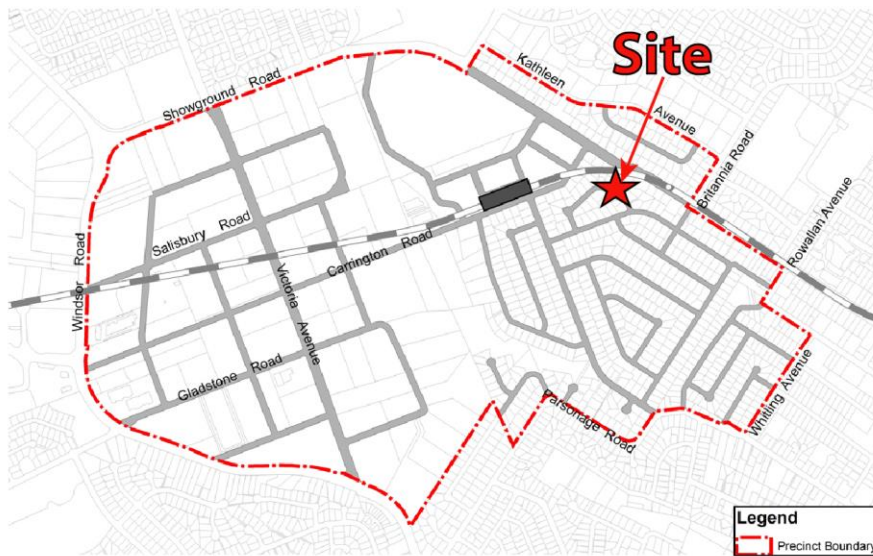 Site
Kathleen Avenue
Showground Road
Britannia Road
Rowallan Avenue
Salisbury Road
Carrington Road
Windsor Road
Victoria Avenue
Gladstone Road
Parsonage Road
Whitling Avenue
Legend
Precinct Boundary